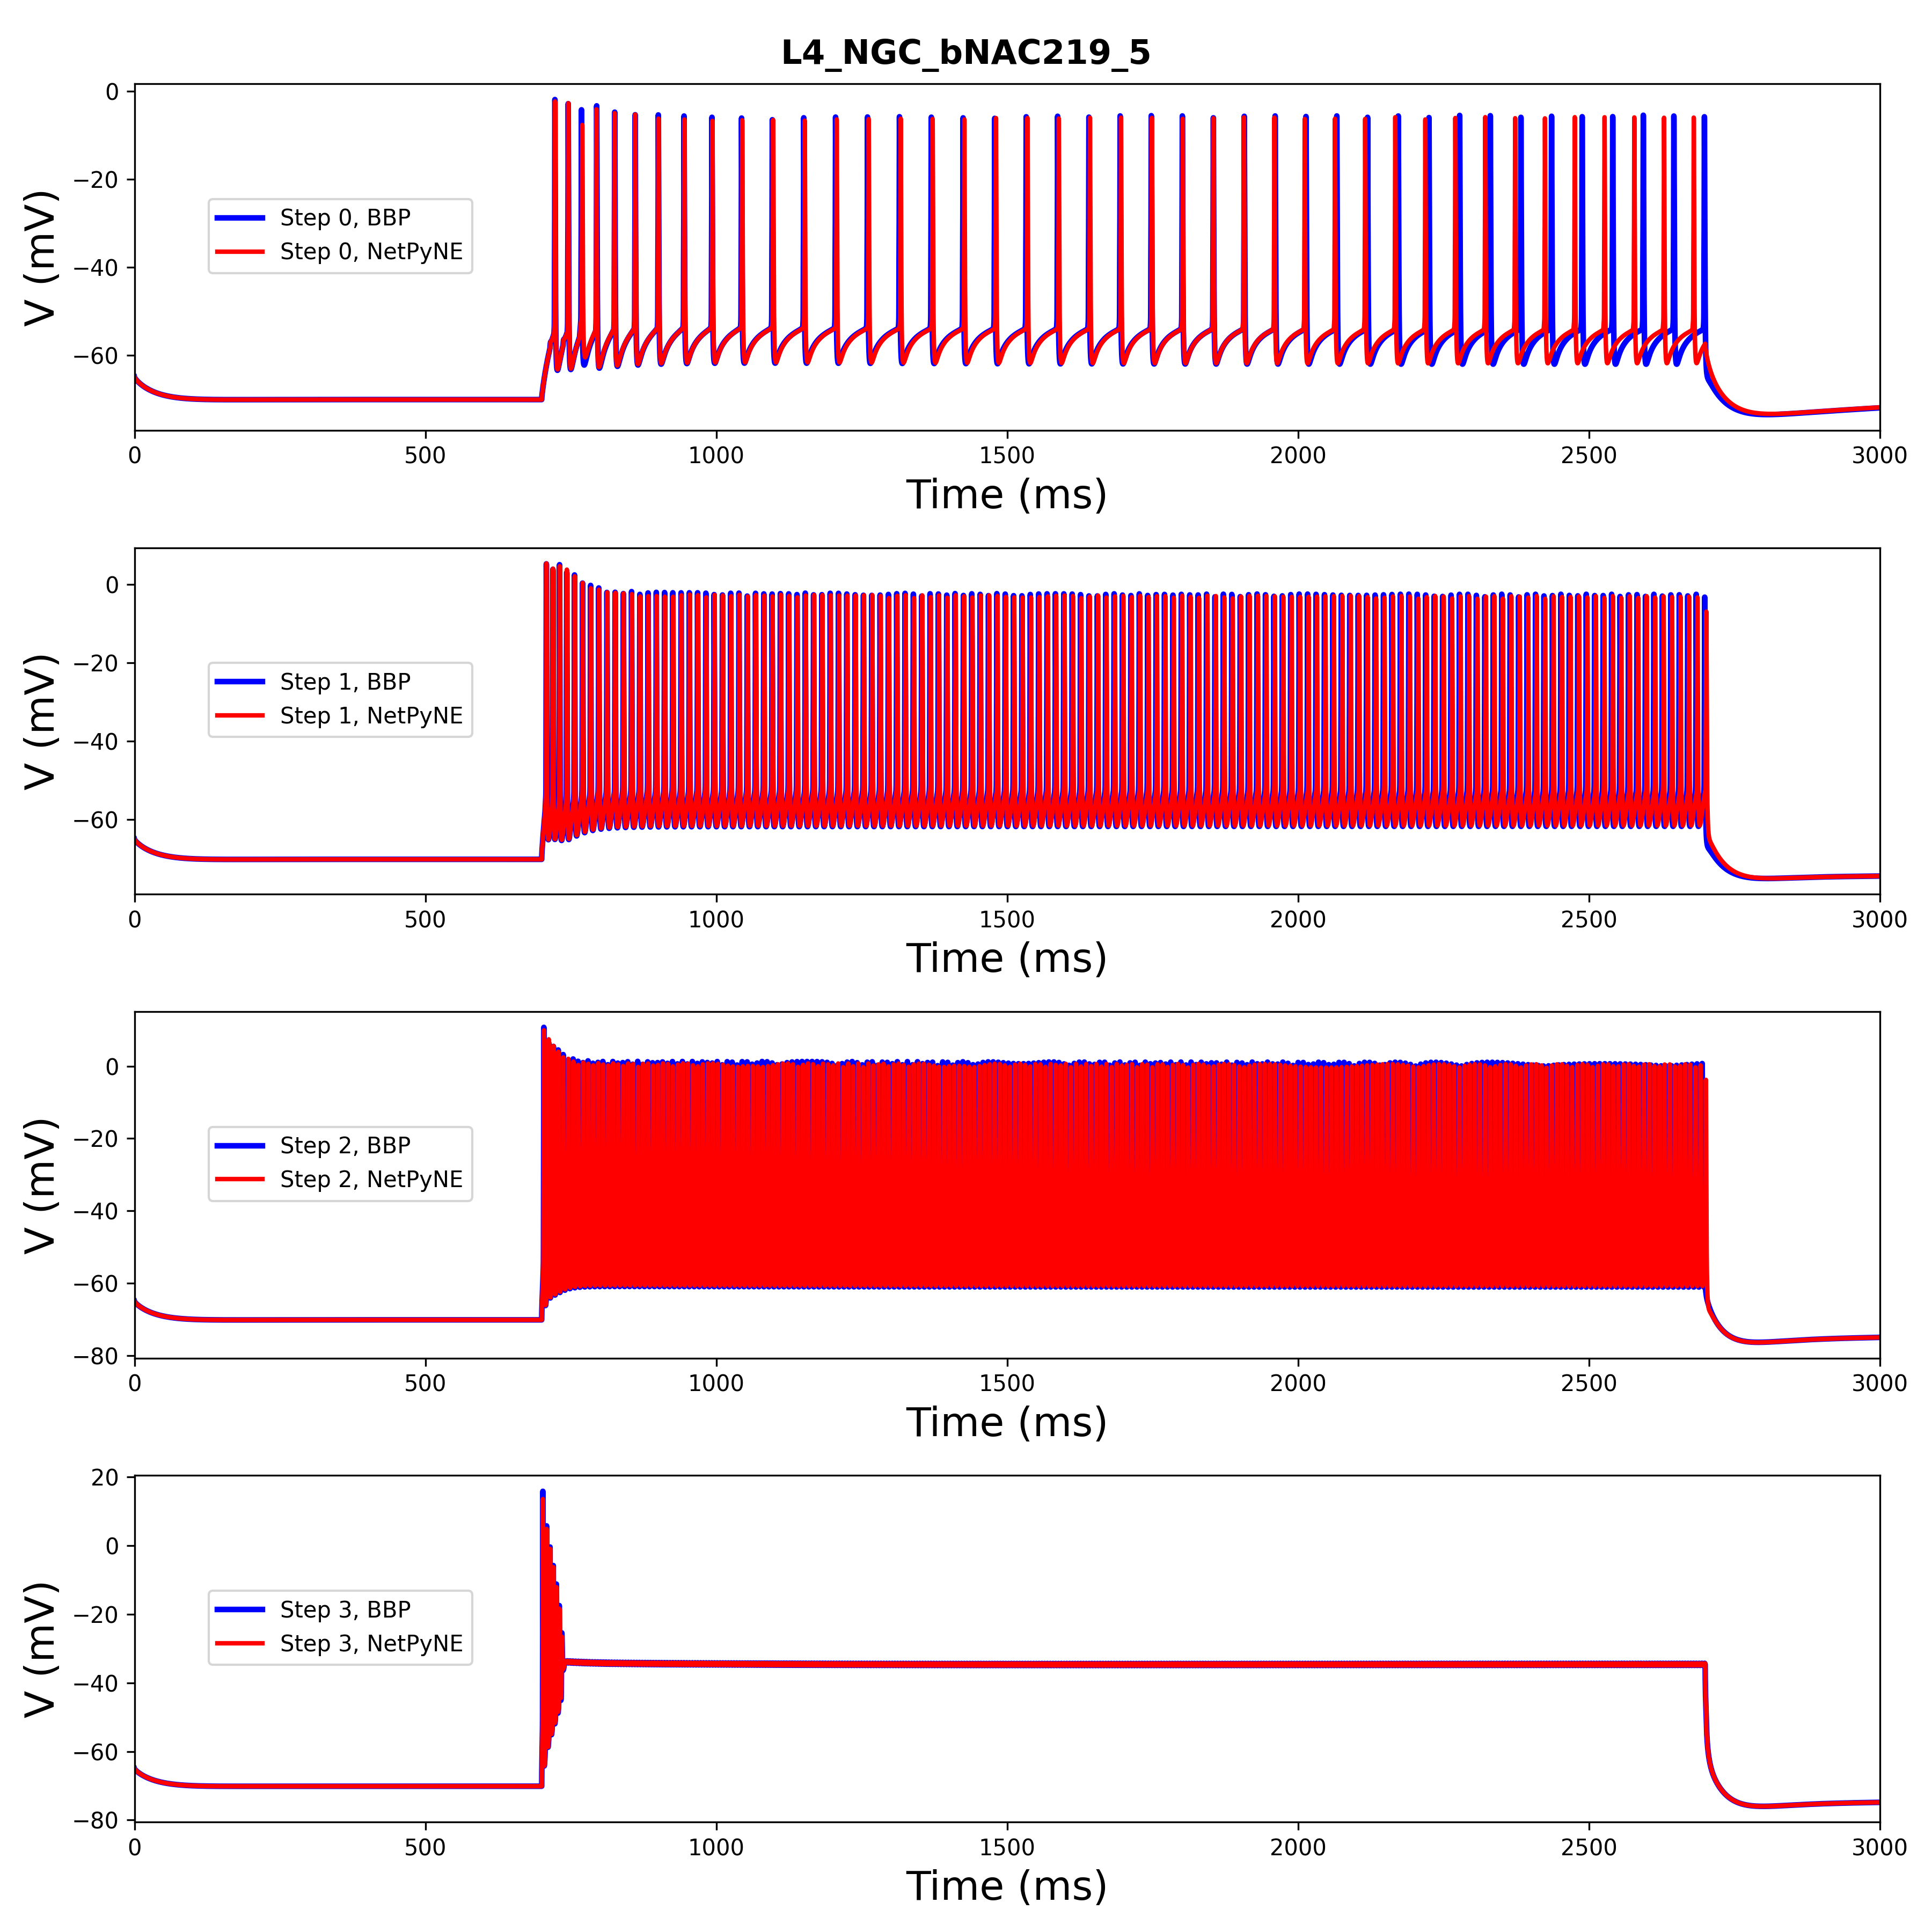 L4_NGC_bNAC219_5
0
−20
−40
−60
V (mV)
Step 0, BBP
Step 0, NetPyNE
0 500 1000 1500 2000 2500 3000
Time (ms)
0
−20
−40
−60
V (mV)
Step 1, BBP
Step 1, NetPyNE
0 500 1000 1500 2000 2500 3000
Time (ms)
0
−20
−40
−60
−80
V (mV)
Step 2, BBP
Step 2, NetPyNE
0 500 1000 1500 2000 2500 3000
Time (ms)
20
0
−20
−40
−60
−80
V (mV)
Step 3, BBP
Step 3, NetPyNE
0 500 1000 1500 2000 2500 3000
Time (ms)